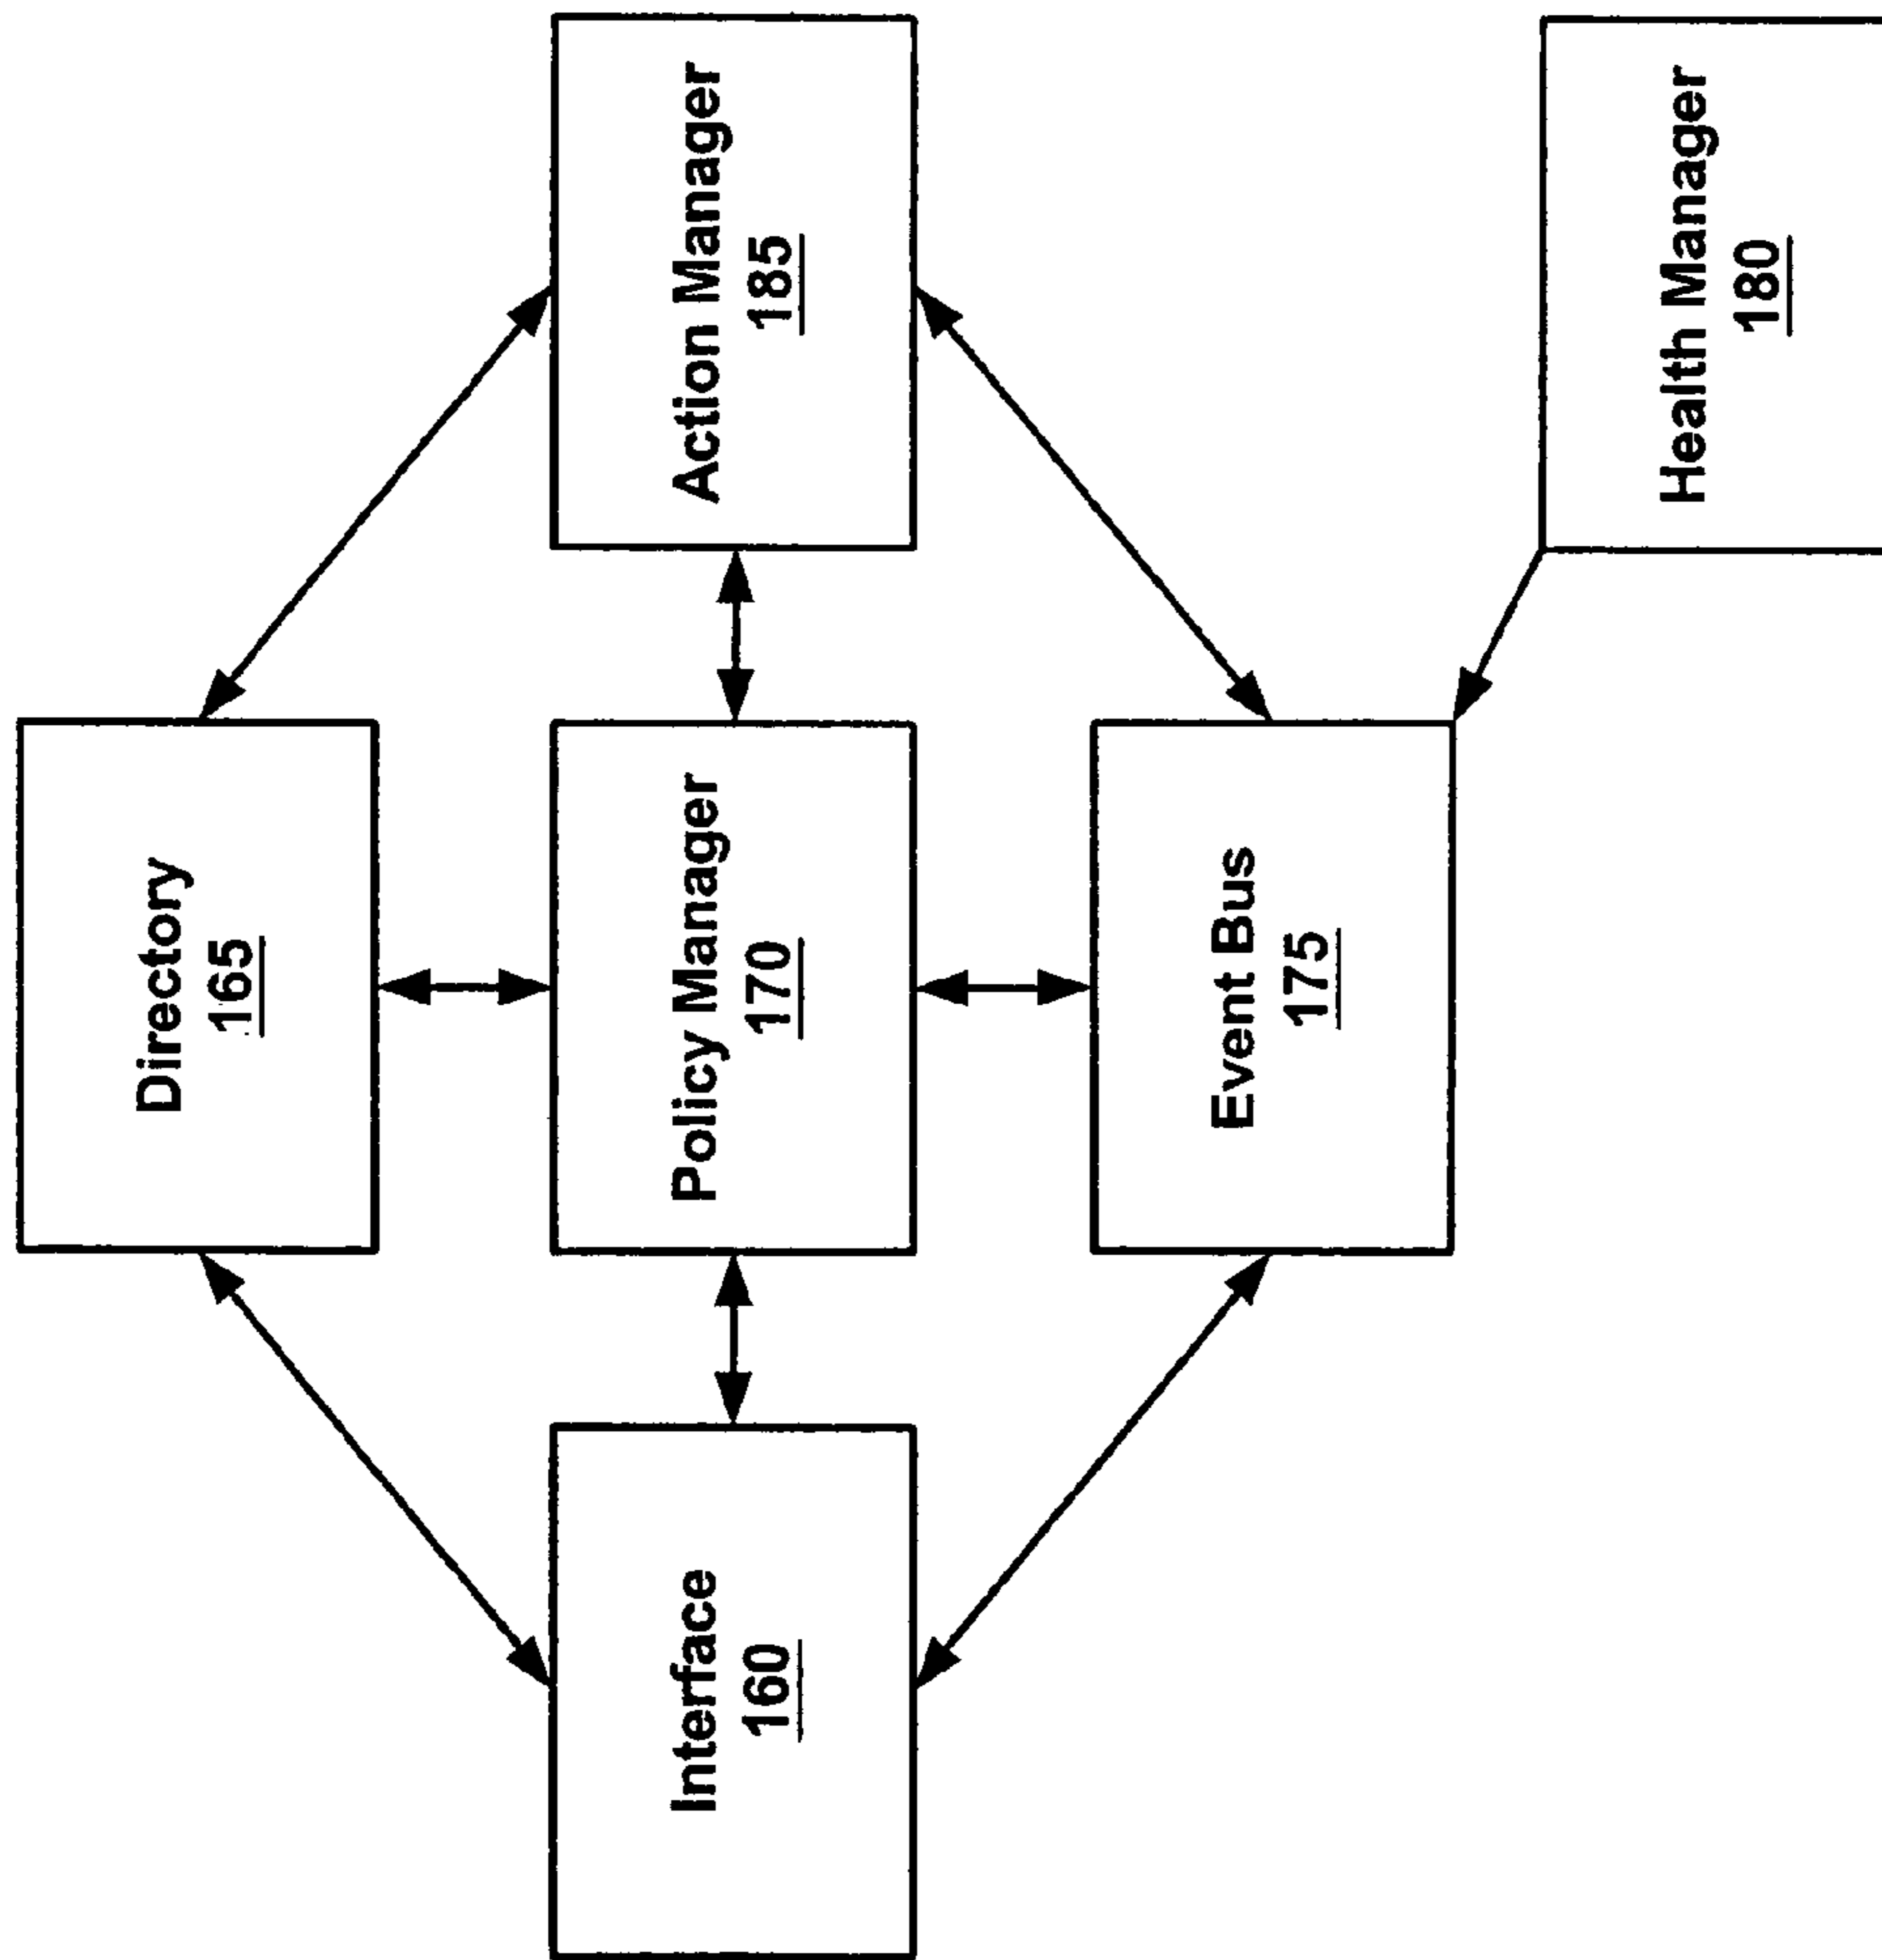 Directory
165
Interface
160
Policy Manager
170
Action Manager
185
Event Bus
175
Health Manager
180